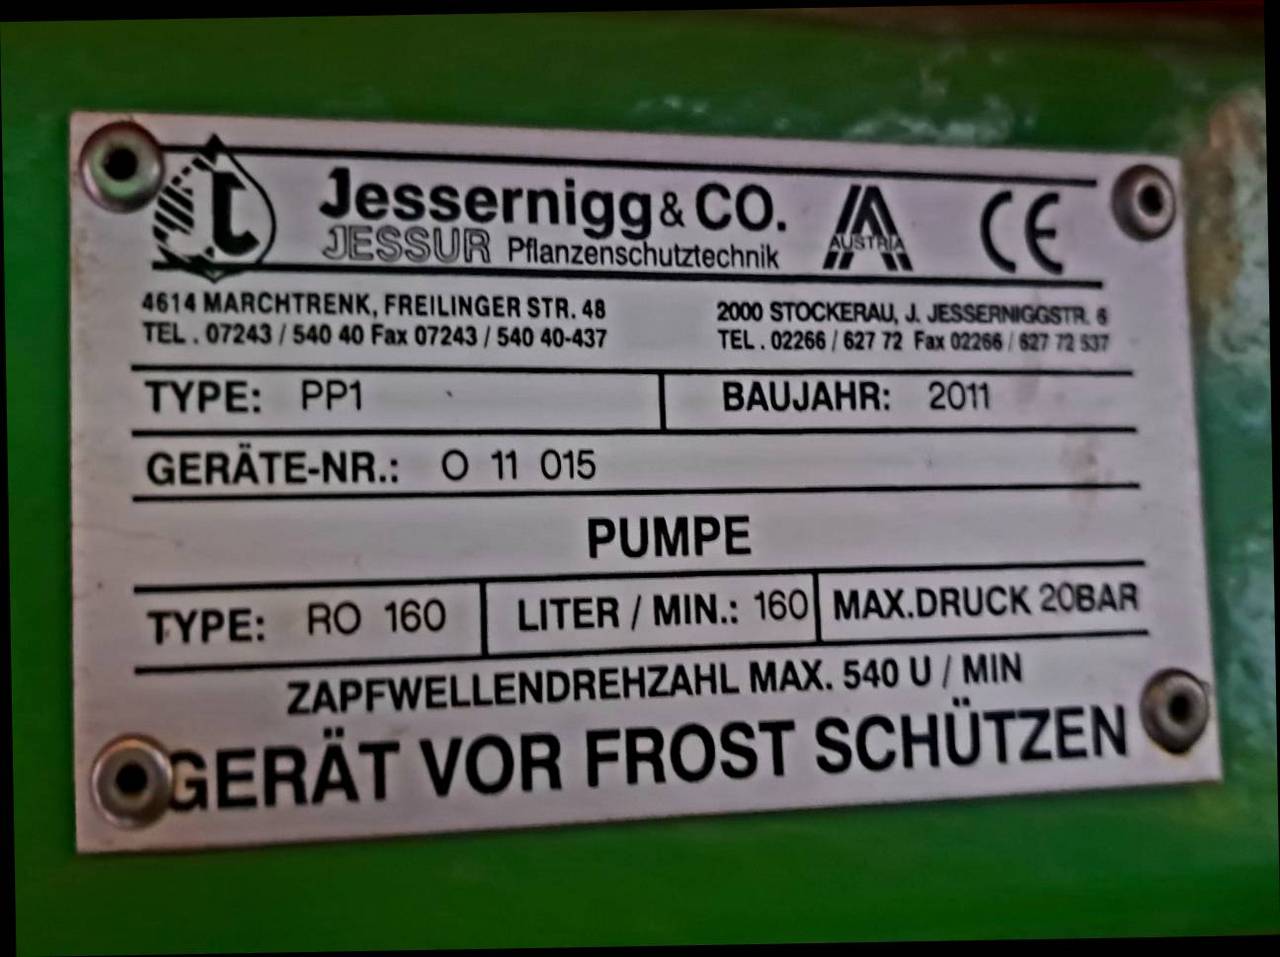 Jessernigg & CO.
JESSUR Pflanzenschutztechnik
AUSTRIA
CE
4614 MARCHTRENK, FREILINGER STR. 48
TEL . 07243 / 540 40 Fax 07243 / 540 40-437
2000 STOCKERAU, J. JESSERNIGGSTR. 6
TEL . 02266 / 627 72 Fax 02266 / 627 72 537
TYPE: PP1
BAUJAHR: 2011
GERÄTE-NR.: O 11 015
PUMPE
TYPE: RO 160
LITER / MIN.: 160
MAX.DRUCK 20BAR
ZAPFWELLENDREHZAHL MAX. 540 U / MIN
GERÄT VOR FROST SCHÜTZEN